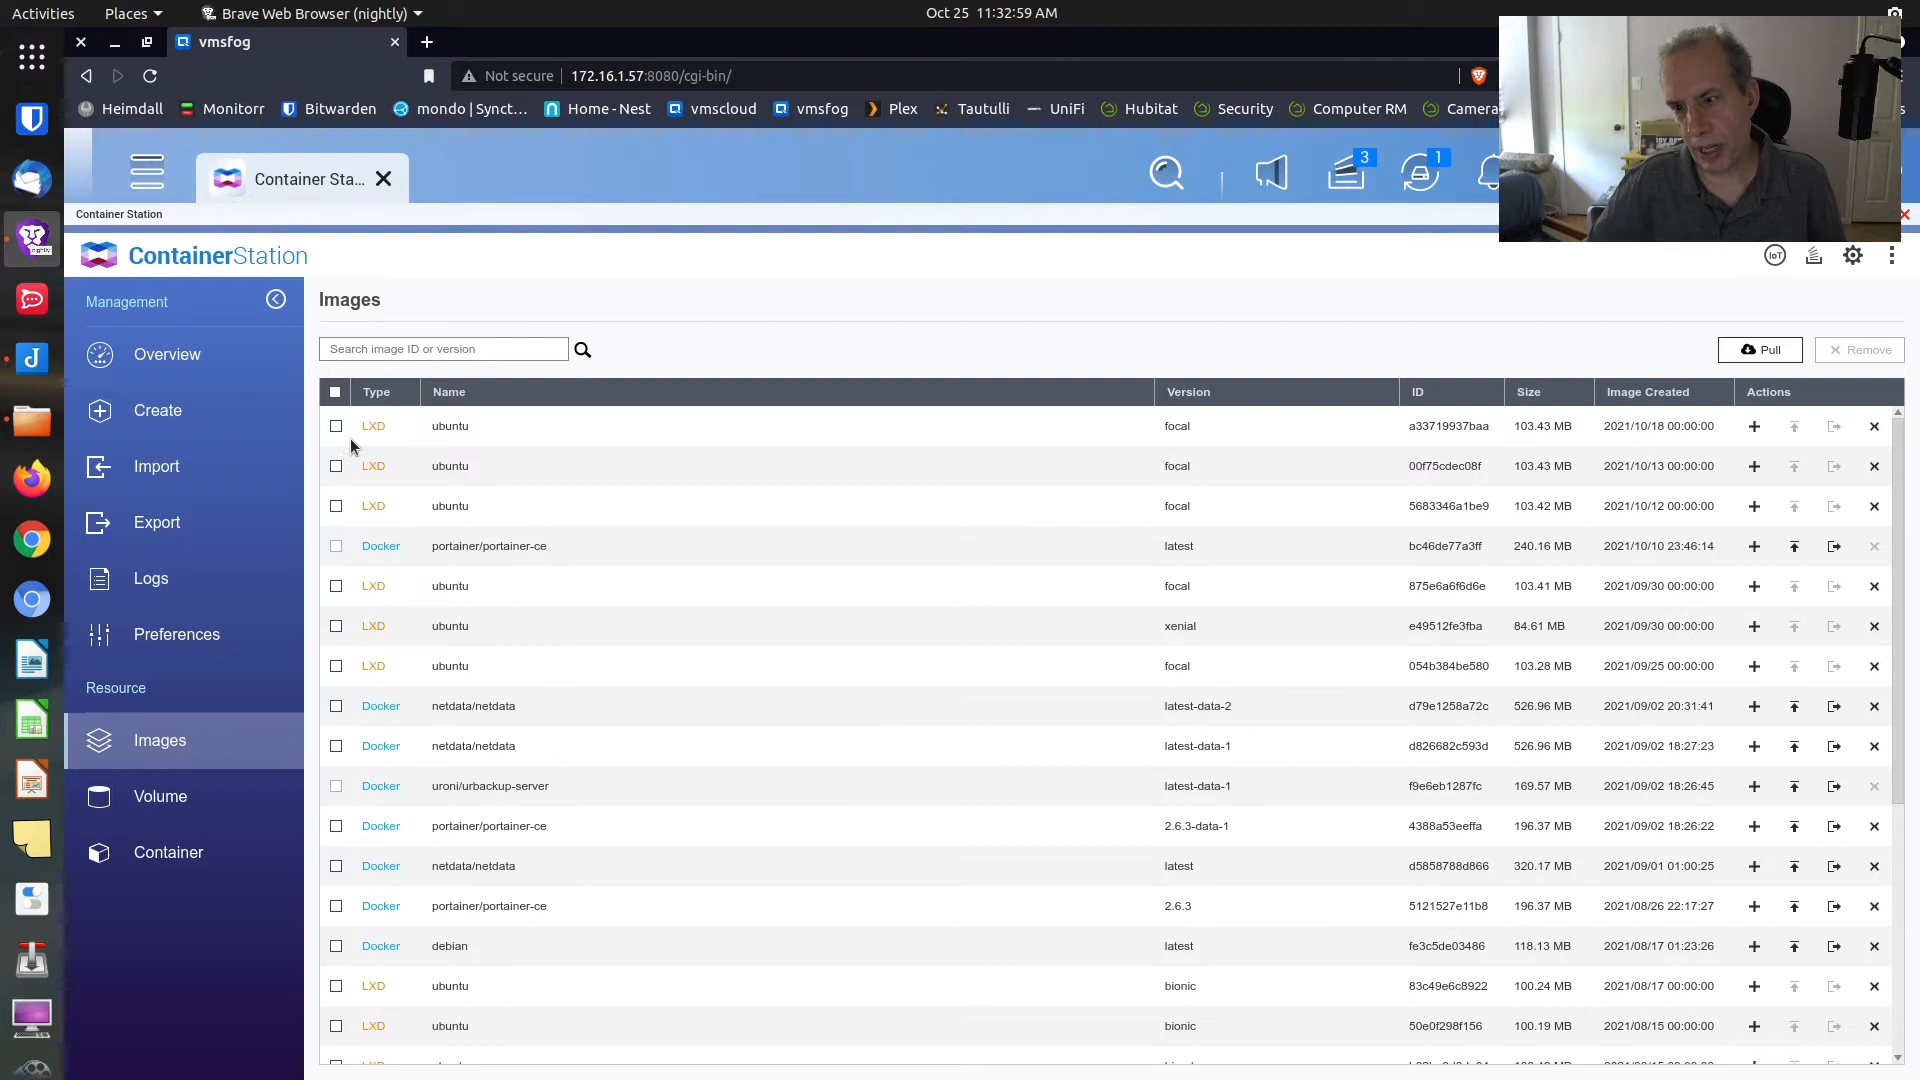 Activities Places Brave Web Browser (nightly) Oct 25 11:32:59 AM
vmsfog
Not secure 172.16.1.57:8080/cgi-bin/
Heimdall Monitorr Bitwarden mondo | Synct... Home - Nest vmscloud vmsfog Plex Tautulli UniFi Hubitat Security Computer RM Camera
Container Sta... 3 1
Container Station
ContainerStation IoT
Management
Overview
Create
Import
Export
Logs
Preferences
Resource
Images
Volume
Container
Images
Search image ID or version Pull Remove
Type Name Version ID Size Image Created Actions
LXD ubuntu focal a33719937baa 103.43 MB 2021/10/18 00:00:00
LXD ubuntu focal 00f75cdec08f 103.43 MB 2021/10/13 00:00:00
LXD ubuntu focal 5683346a1be9 103.42 MB 2021/10/12 00:00:00
Docker portainer/portainer-ce latest bc46de77a3ff 240.16 MB 2021/10/10 23:46:14
LXD ubuntu focal 875e6a6f6d6e 103.41 MB 2021/09/30 00:00:00
LXD ubuntu xenial e49512fe3fba 84.61 MB 2021/09/30 00:00:00
LXD ubuntu focal 054b384be580 103.28 MB 2021/09/25 00:00:00
Docker netdata/netdata latest-data-2 d79e1258a72c 526.96 MB 2021/09/02 20:31:41
Docker netdata/netdata latest-data-1 d826682c593d 526.96 MB 2021/09/02 18:27:23
Docker uroni/urbackup-server latest-data-1 f9e6eb1287fc 169.57 MB 2021/09/02 18:26:45
Docker portainer/portainer-ce 2.6.3-data-1 4388a53eeffa 196.37 MB 2021/09/02 18:26:22
Docker netdata/netdata latest d5858788d866 320.17 MB 2021/09/01 01:00:25
Docker portainer/portainer-ce 2.6.3 5121527e11b8 196.37 MB 2021/08/26 22:17:27
Docker debian latest fe3c5de03486 118.13 MB 2021/08/17 01:23:26
LXD ubuntu bionic 83c49e6c8922 100.24 MB 2021/08/17 00:00:00
LXD ubuntu bionic 50e0f298f156 100.19 MB 2021/08/15 00:00:00